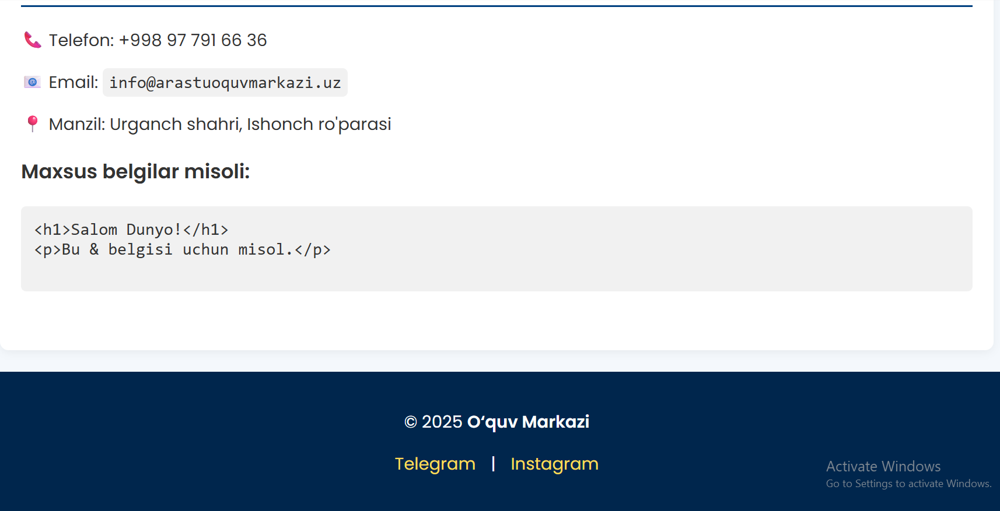 Telefon: +998 97 791 66 36
Email: info@arastuoquvmarkazi.uz
Manzil: Urganch shahri, Ishonch ro'parasi
Maxsus belgilar misoli:
<h1>Salom Dunyo!</h1>
<p>Bu & belgisi uchun misol.</p>
© 2025 O‘quv Markazi
Telegram | Instagram
Activate Windows
Go to Settings to activate Windows.